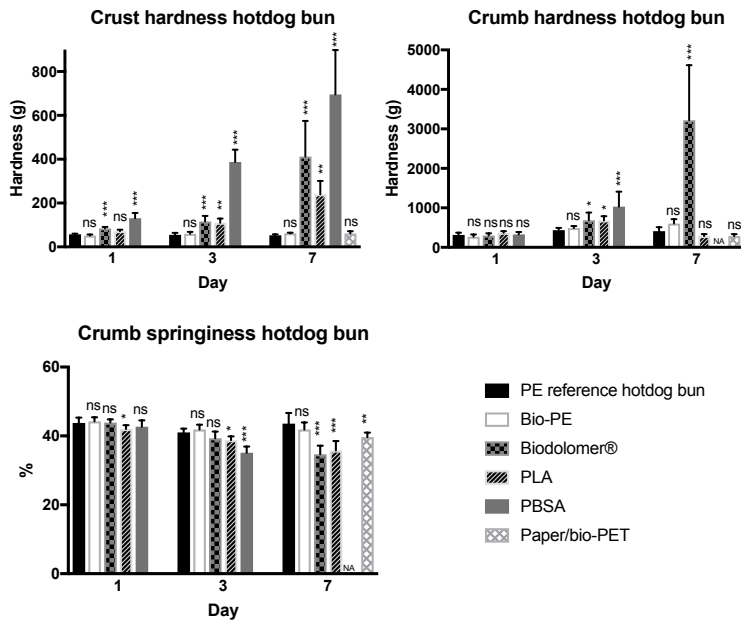 Crust hardness hotdog bun
Hardness (g)
800
600
400
200
0
ns
***
ns
***
ns
***
**
***
ns
***
**
***
ns
1
3
7
Day
Crumb hardness hotdog bun
Hardness (g)
5000
4000
3000
2000
1000
0
ns
ns
ns
ns
ns
*
*
***
ns
***
ns
NA
ns
1
3
7
Day
Crumb springiness hotdog bun
%
60
40
20
0
ns
ns
*
ns
ns
ns
*
***
ns
***
***
NA
**
1
3
7
Day
PE reference hotdog bun
Bio-PE
Biodolomer®
PLA
PBSA
Paper/bio-PET